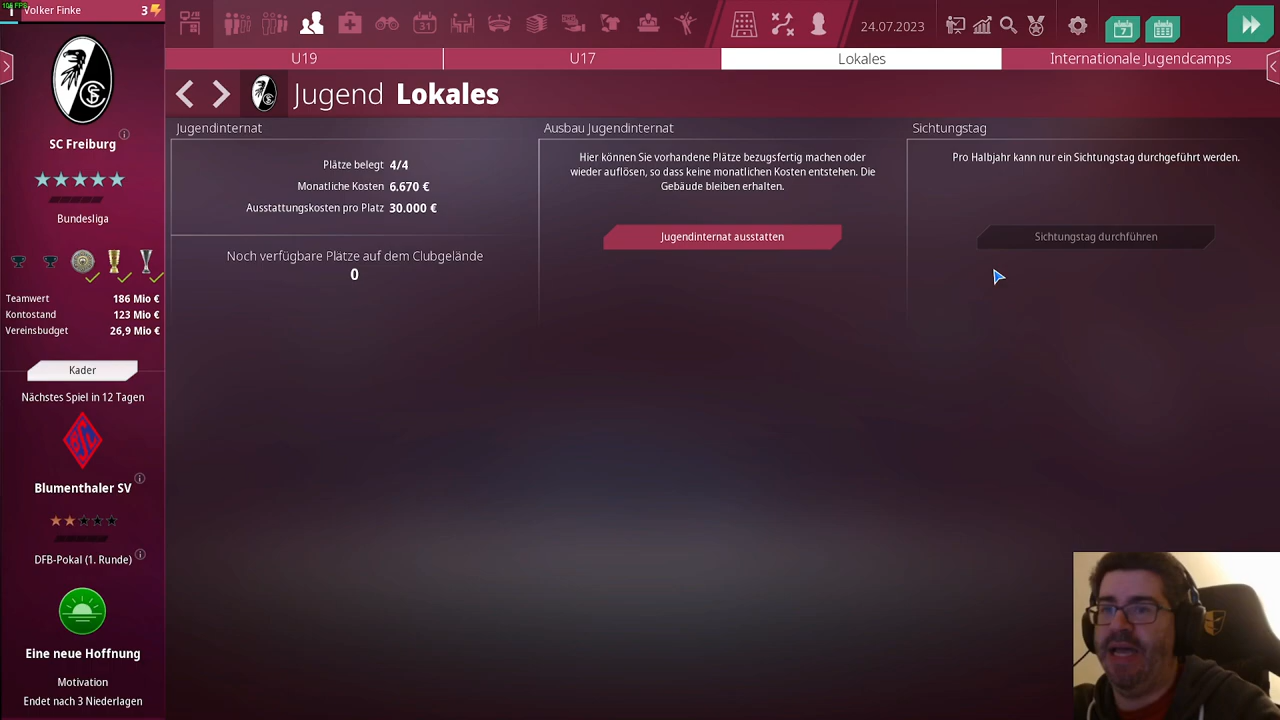 Volker Finke
3
24.07.2023
7
31
U19
U17
Lokales
Internationale Jugendcamps
Jugend Lokales
SC Freiburg
Bundesliga
Teamwert 186 Mio €
Kontostand 123 Mio €
Vereinsbudget 26,9 Mio €
Kader
Nächstes Spiel in 12 Tagen
Blumenthaler SV
DFB-Pokal (1. Runde)
Eine neue Hoffnung
Motivation
Endet nach 3 Niederlagen
Jugendinternat
Plätze belegt 4/4
Monatliche Kosten 6.670 €
Ausstattungskosten pro Platz 30.000 €
Noch verfügbare Plätze auf dem Clubgelände
0
Ausbau Jugendinternat
Hier können Sie vorhandene Plätze bezugsfertig machen oder
wieder auflösen, so dass keine monatlichen Kosten entstehen. Die
Gebäude bleiben erhalten.
Jugendinternat ausstatten
Sichtungstag
Pro Halbjahr kann nur ein Sichtungstag durchgeführt werden.
Sichtungstag durchführen